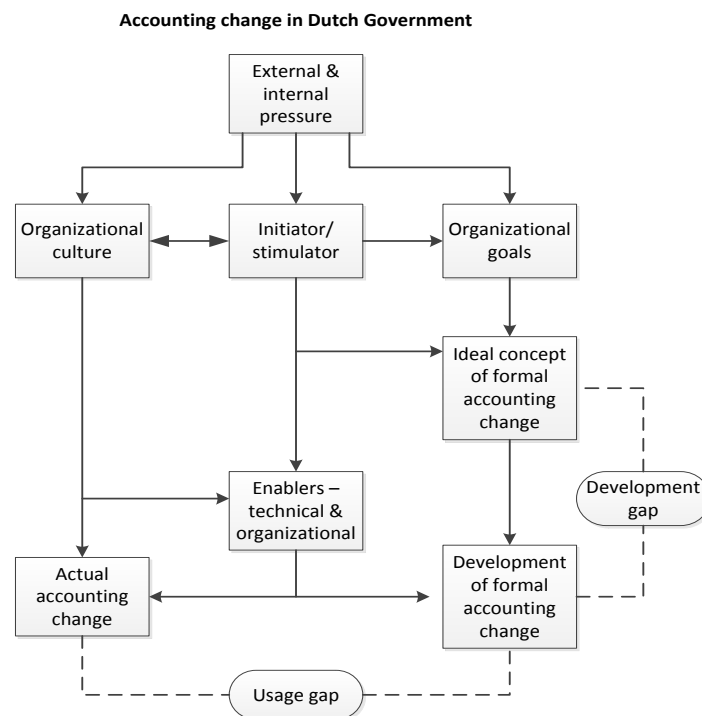 Accounting change in Dutch Government
External &
internal
pressure
Organizational
culture
Initiator/
stimulator
Organizational
goals
Ideal concept
of formal
accounting
change
Enablers –
technical &
organizational
Development
gap
Actual
accounting
change
Development
of formal
accounting
change
Usage gap